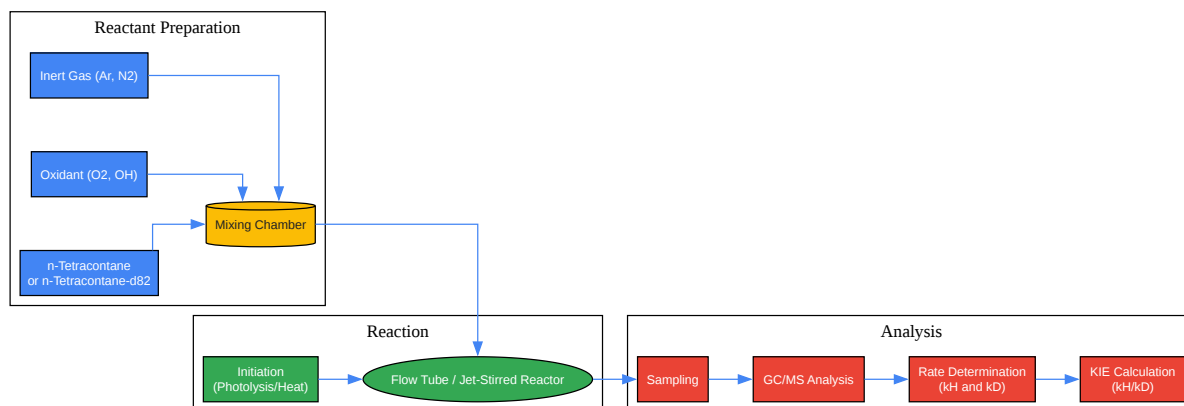 Reactant Preparation
Inert Gas (Ar, N2)
Oxidant (O2, OH)
Mixing Chamber
n-Tetracontane
or n-Tetracontane-d82
Reaction
Initiation
(Photolysis/Heat)
Flow Tube / Jet-Stirred Reactor
Analysis
Sampling
GC/MS Analysis
Rate Determination
(kH and kD)
KIE Calculation
(kH/kD)